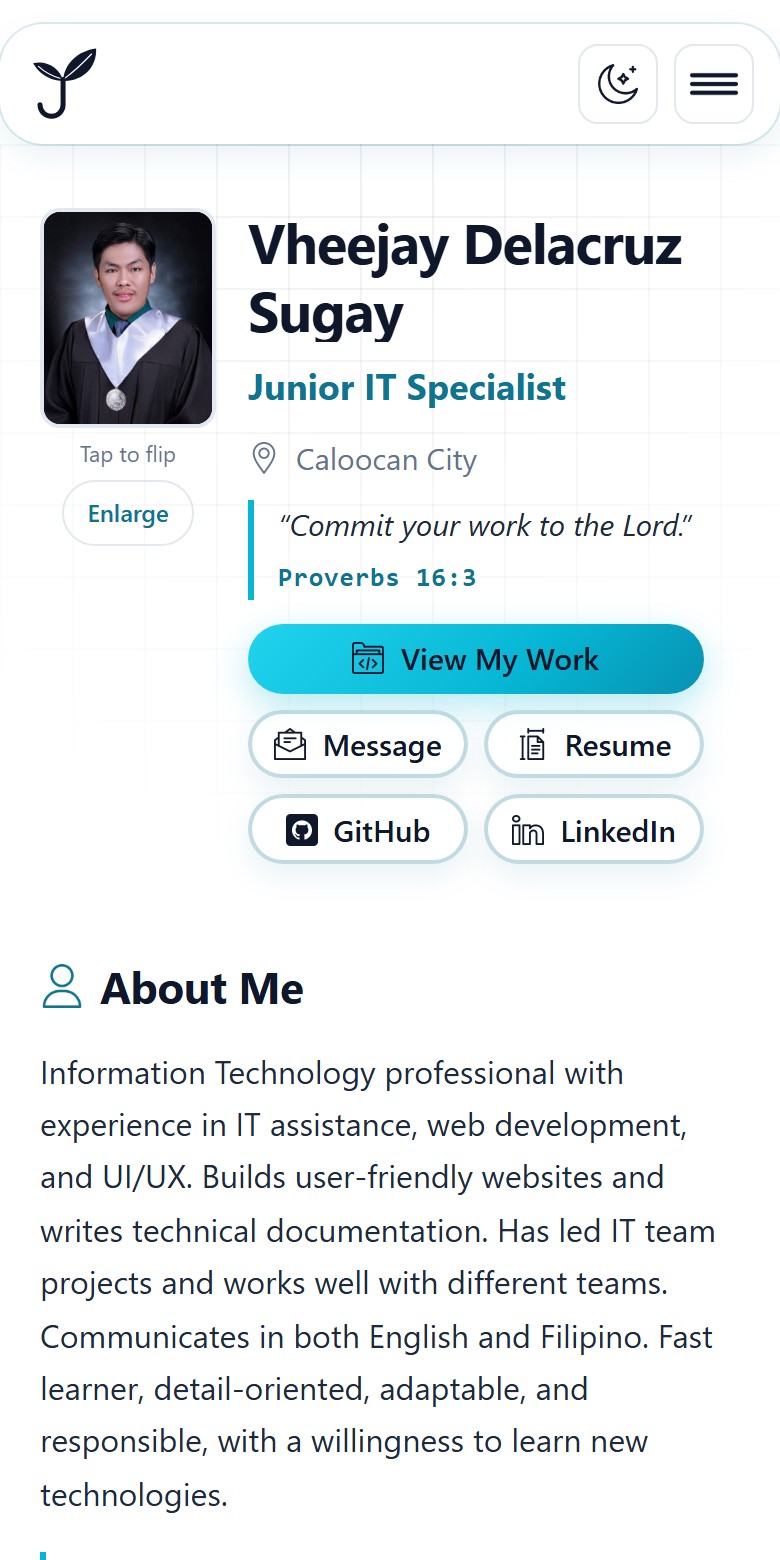 Vheejay Delacruz
Sugay
Junior IT Specialist
Caloocan City
“Commit your work to the Lord.”
Proverbs 16:3
Tap to flip
Enlarge
View My Work
Message
Resume
GitHub
LinkedIn
About Me
Information Technology professional with
experience in IT assistance, web development,
and UI/UX. Builds user-friendly websites and
writes technical documentation. Has led IT team
projects and works well with different teams.
Communicates in both English and Filipino. Fast
learner, detail-oriented, adaptable, and
responsible, with a willingness to learn new
technologies.